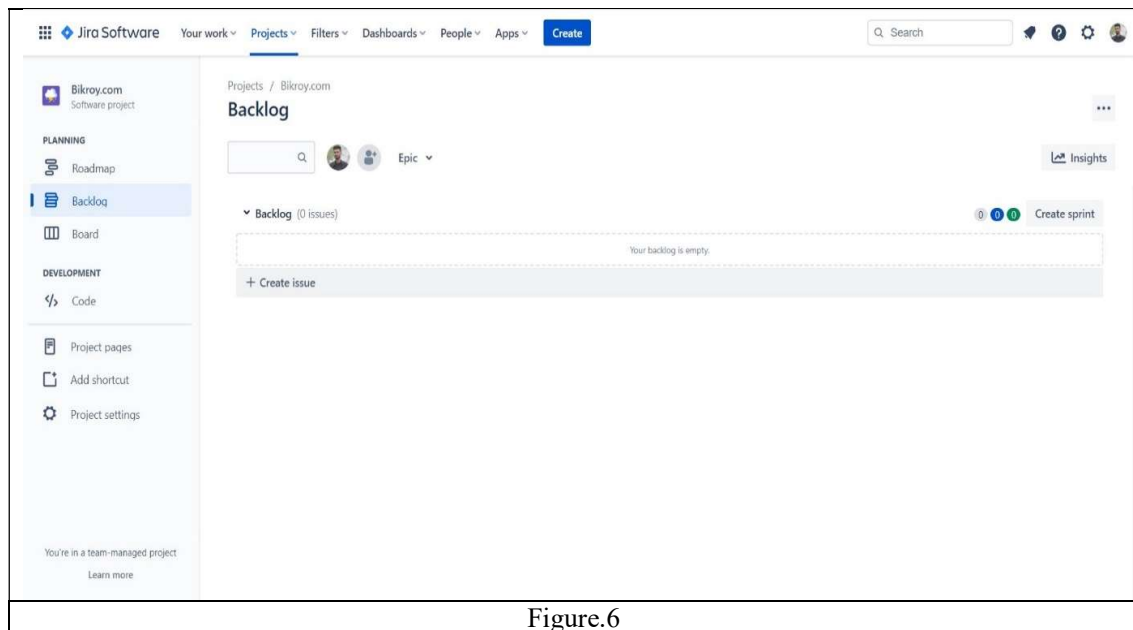 Jira Software Your work Projects Filters Dashboards People Apps Create Search
Bikroy.com
Software project
PLANNING
Roadmap
Backlog
Board
DEVELOPMENT
Code
Project pages
Add shortcut
Project settings
You're in a team-managed project
Learn more
Projects / Bikroy.com
Backlog
Epic
Insights
Backlog (0 issues) 0 0 0 Create sprint
Your backlog is empty.
+ Create issue
Figure.6